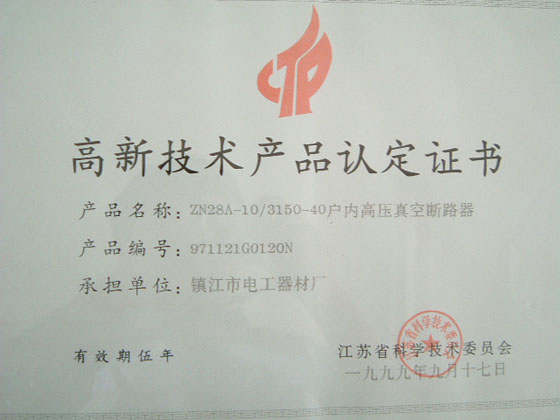 CTP
高新技术产品认定证书
产品名称：ZN28A-10/3150-40户内高压真空断路器
产品编号：971121G0120N
承担单位：镇江市电工器材厂
有效期伍年
江苏省科学技术委员会
一九九九年九月十七日